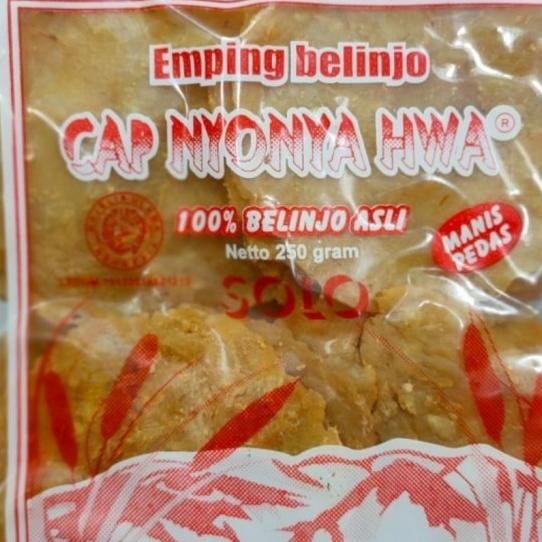 Emping belinjo
CAP NYONYA HWA®
100% BELINJO ASLI
Netto 250 gram
MANIS
PEDAS
SOLO